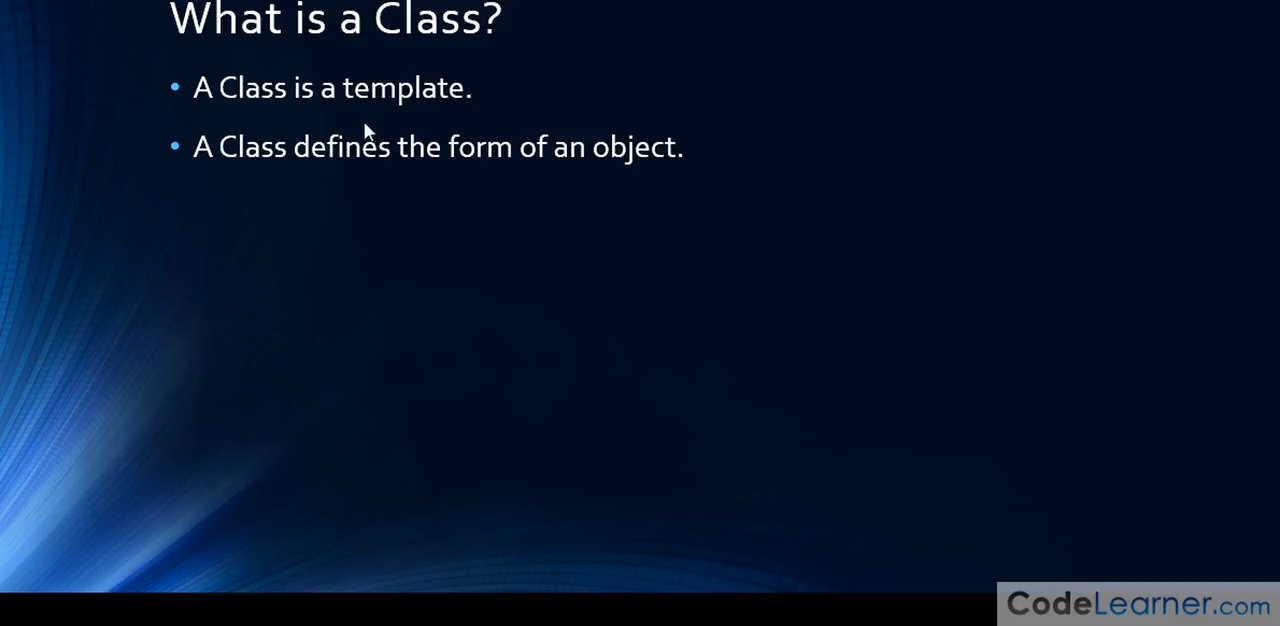 What is a Class?
• A Class is a template.
• A Class defines the form of an object.
CodeLearner.com